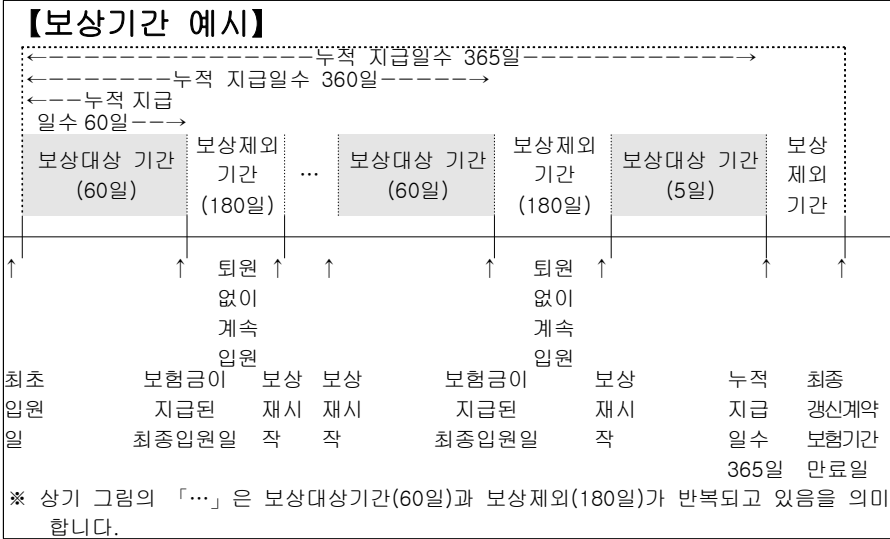 【보상기간 예시】
←−−−−−−−−−−−−−−−누적 지급일수 365일−−−−−−−−−−−−→
←−−−−−−−−누적 지급일수 360일−−−−−→
←−−누적 지급
일수 60일−−→
보상대상 기간
(60일)
보상제외
기간
(180일)
…
보상대상 기간
(60일)
보상제외
기간
(180일)
보상대상 기간
(5일)
보상
제외
기간
↑ ↑ ↑ ↑ ↑ ↑ ↑ ↑
퇴원
없이
계속
입원
퇴원
없이
계속
입원
최초
입원
일
보험금이
지급된
최종입원일
보상
재시
작
보상
재시
작
보험금이
지급된
최종입원일
보상
재시
작
누적
지급
일수
365일
최종
갱신계약
보험기간
만료일
※ 상기 그림의 「…」은 보상대상기간(60일)과 보상제외(180일)가 반복되고 있음을 의미
합니다.